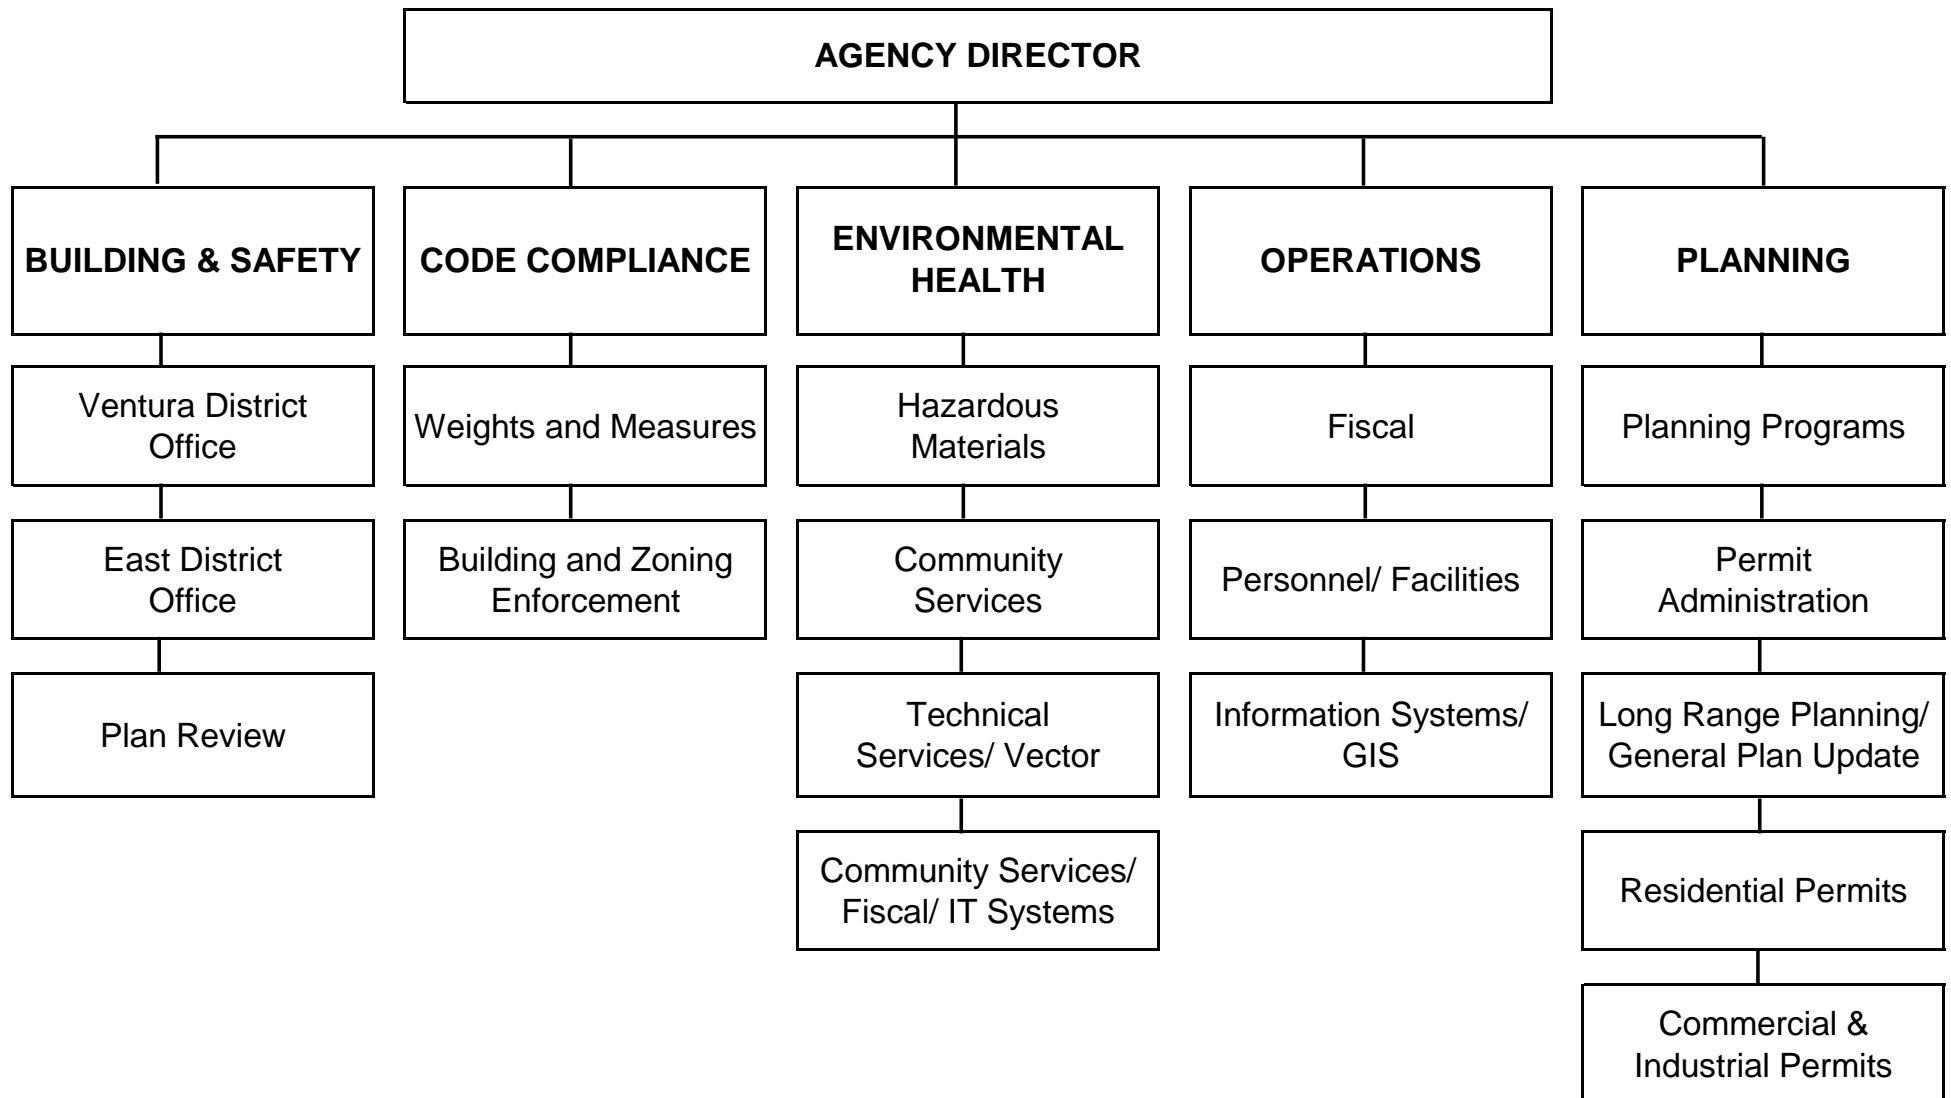 AGENCY DIRECTOR
BUILDING & SAFETY
Ventura District
Office
East District
Office
Plan Review
CODE COMPLIANCE
Weights and Measures
Building and Zoning
Enforcement
ENVIRONMENTAL
HEALTH
Hazardous
Materials
Community
Services
Technical
Services/ Vector
Community Services/
Fiscal/ IT Systems
OPERATIONS
Fiscal
Personnel/ Facilities
Information Systems/
GIS
PLANNING
Planning Programs
Permit
Administration
Long Range Planning/
General Plan Update
Residential Permits
Commercial &
Industrial Permits